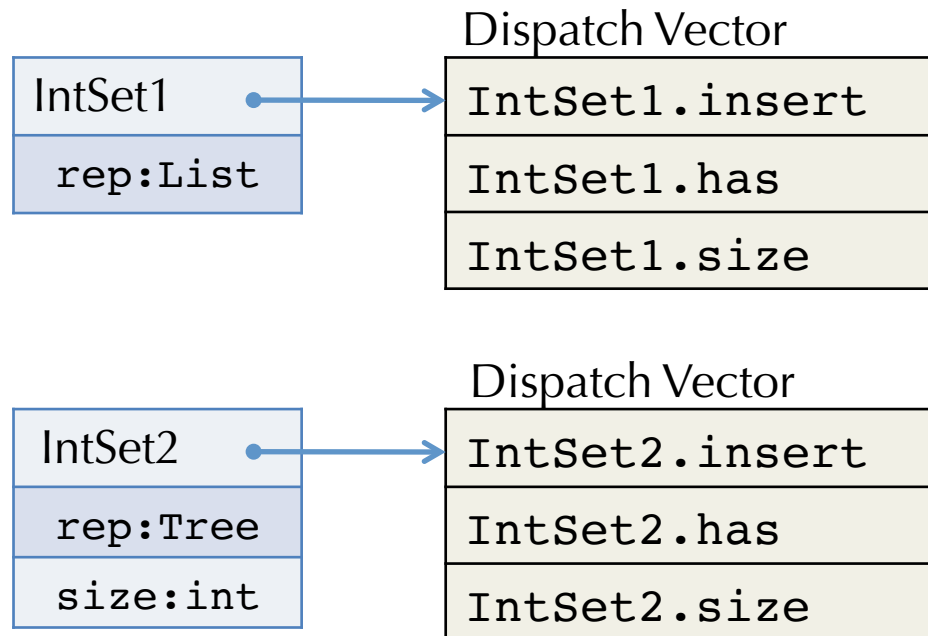 Dispatch Vector
IntSet1
IntSet1.insert
rep:List
IntSet1.has
IntSet1.size
Dispatch Vector
IntSet2
IntSet2.insert
rep:Tree
IntSet2.has
size:int
IntSet2.size